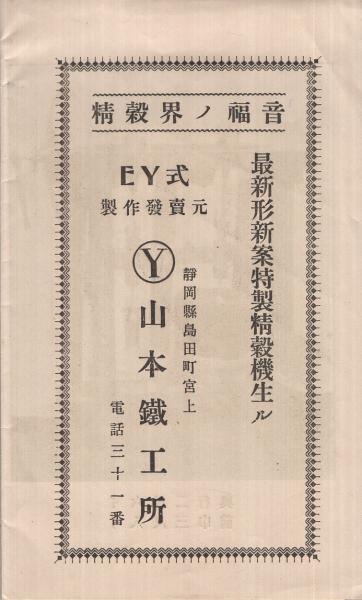 精穀界ノ福音
最新形新案特製精穀機生ル
EY式
製作發賣元
靜岡縣島田町宮上
Ⓨ山本鐵工所
電話三十一番